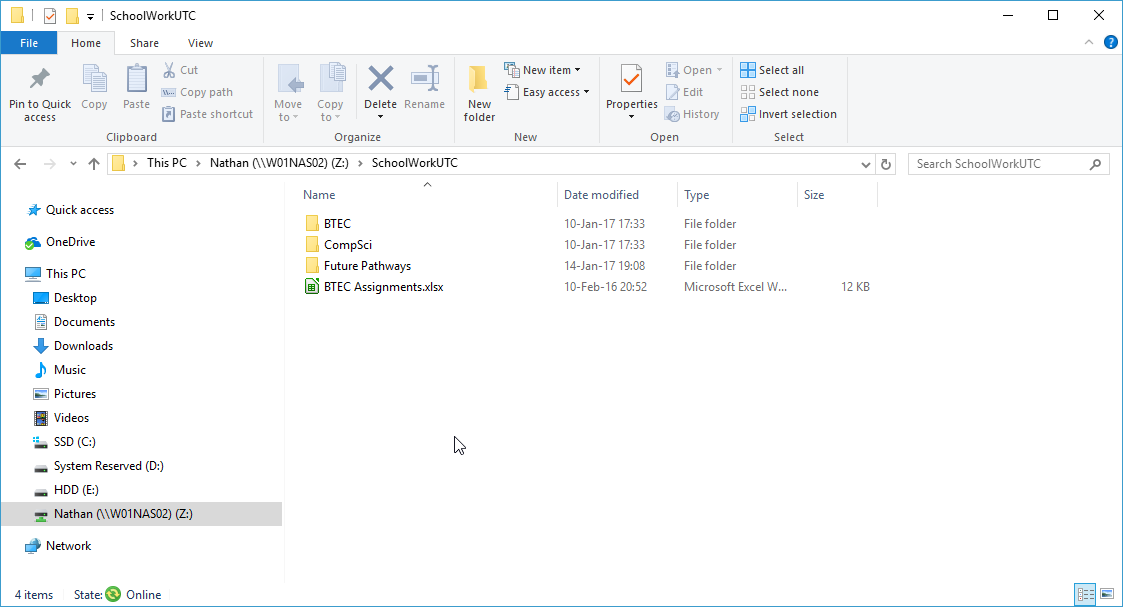 SchoolWorkUTC
File Home Share View
Pin to Quick access
Copy
Paste
Cut
Copy path
Paste shortcut
Clipboard
Move to
Copy to
Delete
Rename
Organize
New folder
New item
Easy access
New
Properties
Open
Edit
History
Open
Select all
Select none
Invert selection
Select
This PC Nathan (\\W01NAS02) (Z:) SchoolWorkUTC
Search SchoolWorkUTC
Quick access
OneDrive
This PC
Desktop
Documents
Downloads
Music
Pictures
Videos
SSD (C:)
System Reserved (D:)
HDD (E:)
Nathan (\\W01NAS02) (Z:)
Network
Name Date modified Type Size
BTEC 10-Jan-17 17:33 File folder
CompSci 10-Jan-17 17:33 File folder
Future Pathways 14-Jan-17 19:08 File folder
BTEC Assignments.xlsx 10-Feb-16 20:52 Microsoft Excel W... 12 KB
4 items State: Online